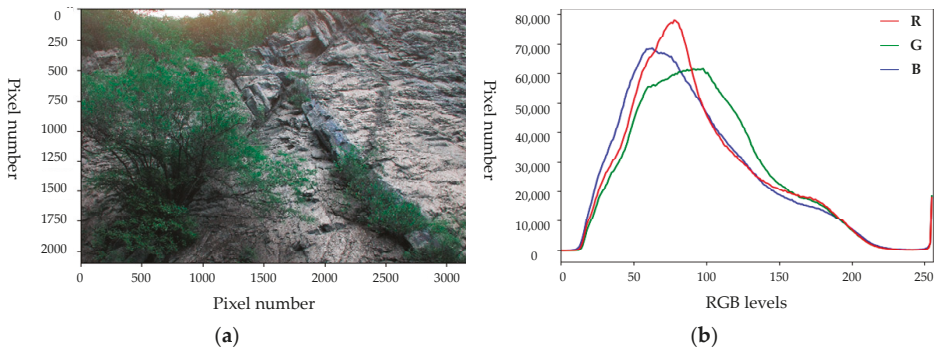 0
250
500
750
1000
1250
1500
1750
2000
Pixel number
0 500 1000 1500 2000 2500 3000
Pixel number
(a)
80,000
70,000
60,000
50,000
40,000
30,000
20,000
10,000
0
Pixel number
R
G
B
0 50 100 150 200 250
RGB levels
(b)